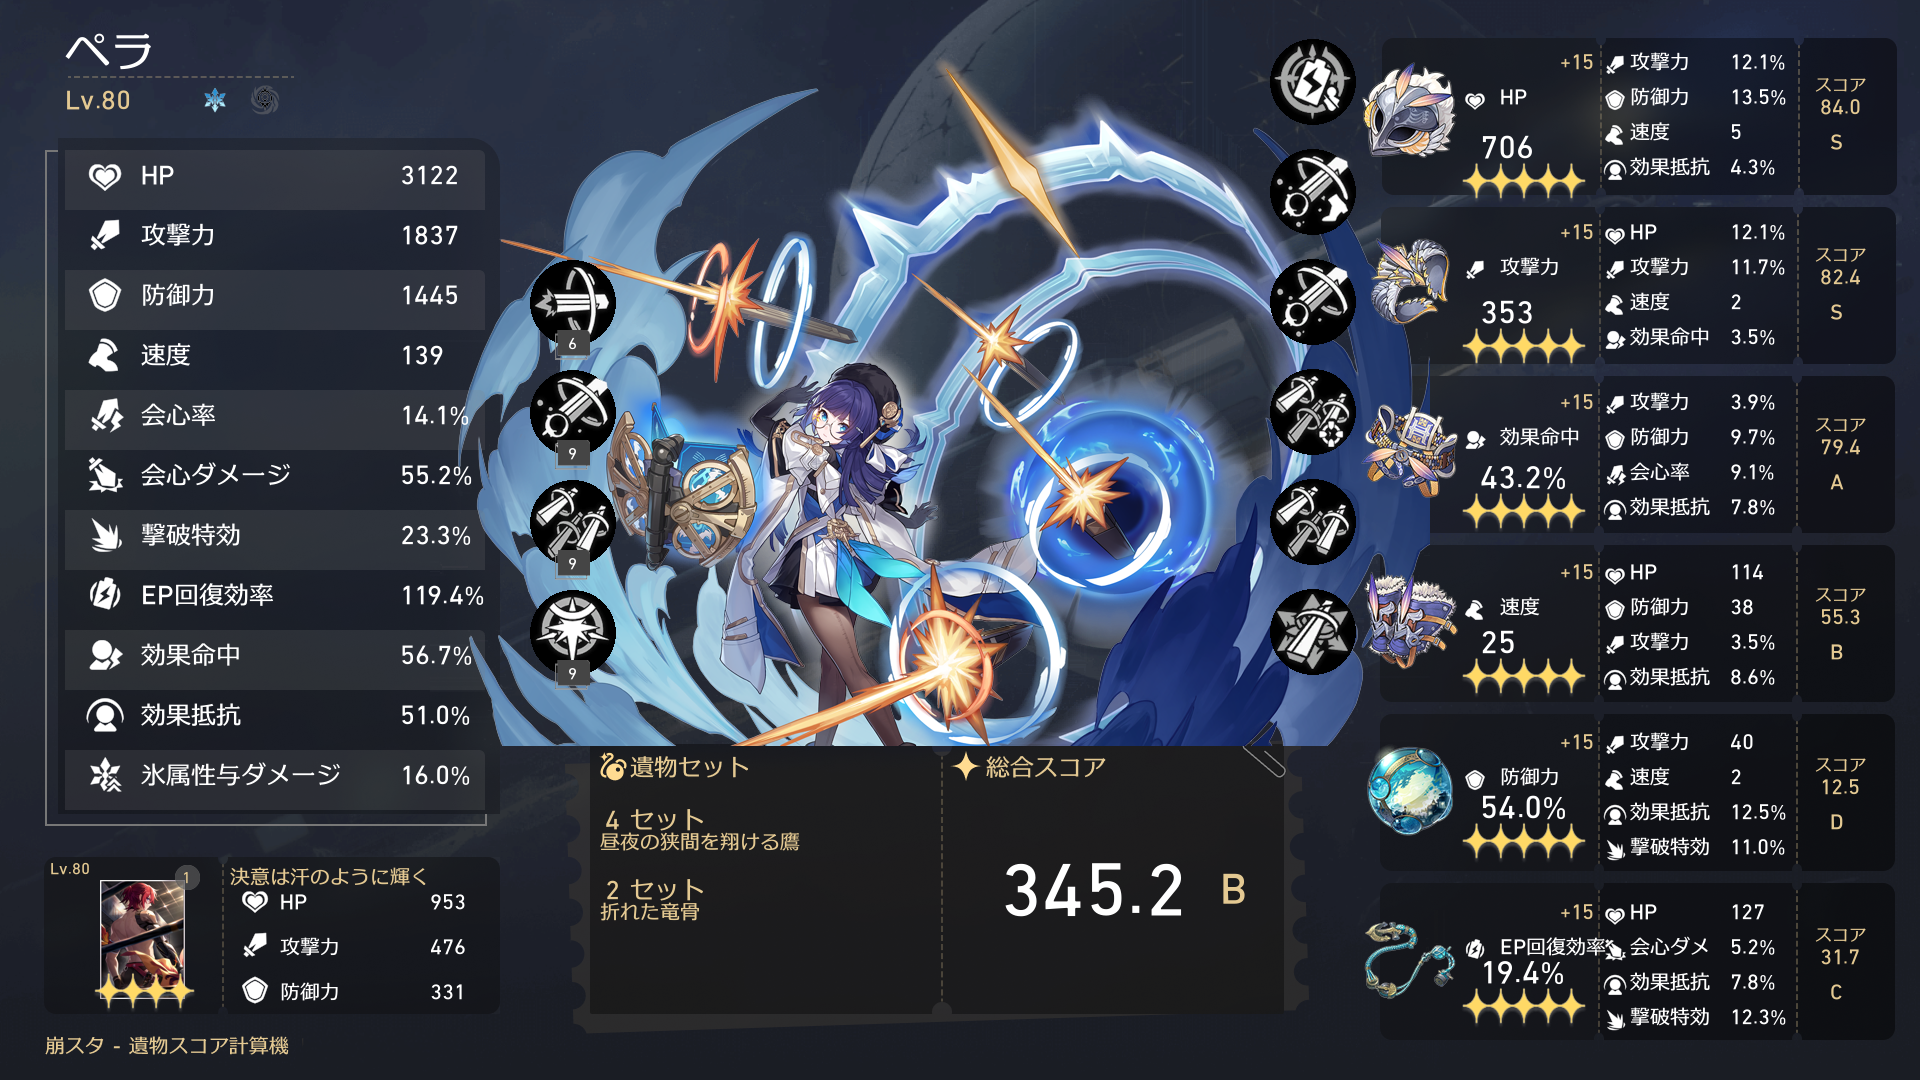 ペラ
Lv.80
HP 3122
攻撃力 1837
防御力 1445
速度 139
会心率 14.1%
会心ダメージ 55.2%
撃破特効 23.3%
EP回復効率 119.4%
効果命中 56.7%
効果抵抗 51.0%
氷属性与ダメージ 16.0%
Lv.80
1
決意は汗のように輝く
HP 953
攻撃力 476
防御力 331
崩スタ - 遺物スコア計算機
6
9
9
9
遺物セット
4 セット
昼夜の狭間を翔ける鷹
2 セット
折れた竜骨
総合スコア
345.2 B
+15
HP
706
攻撃力 12.1%
防御力 13.5%
速度 5
効果抵抗 4.3%
スコア
84.0
S
+15
攻撃力
353
HP 12.1%
攻撃力 11.7%
速度 2
効果命中 3.5%
スコア
82.4
S
+15
効果命中
43.2%
攻撃力 3.9%
防御力 9.7%
会心率 9.1%
効果抵抗 7.8%
スコア
79.4
A
+15
速度
25
HP 114
防御力 38
攻撃力 3.5%
効果抵抗 8.6%
スコア
55.3
B
+15
防御力
54.0%
攻撃力 40
速度 2
効果抵抗 12.5%
撃破特効 11.0%
スコア
12.5
D
+15
EP回復効率
19.4%
HP 127
会心ダメ 5.2%
効果抵抗 7.8%
撃破特効 12.3%
スコア
31.7
C